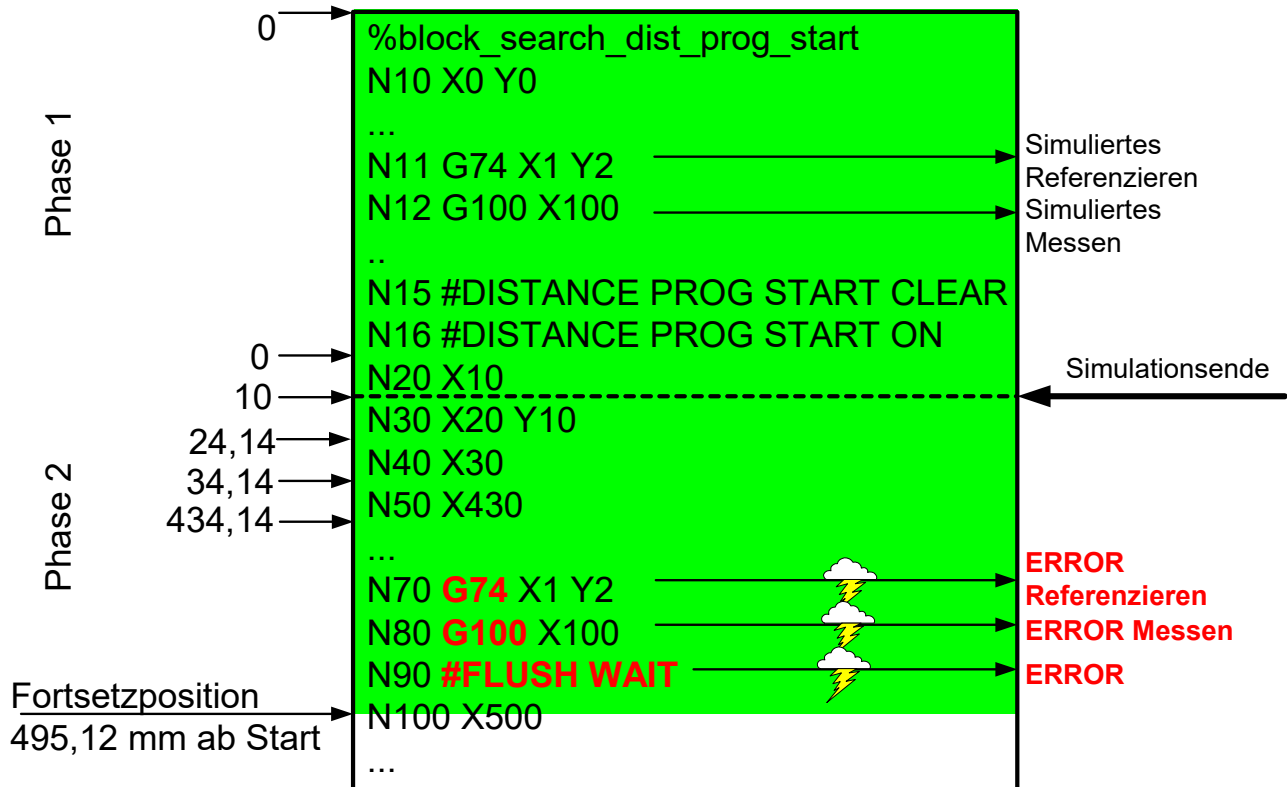 0
%block_search_dist_prog_start
N10 X0 Y0
...
N11 G74 X1 Y2
Simuliertes
Referenzieren
N12 G100 X100
Simuliertes
Messen
..
N15 #DISTANCE PROG START CLEAR
N16 #DISTANCE PROG START ON
0
N20 X10
Simulationsende
10
N30 X20 Y10
24,14
N40 X30
34,14
N50 X430
434,14
...
N70 G74 X1 Y2
ERROR
Referenzieren
N80 G100 X100
ERROR Messen
N90 #FLUSH WAIT
ERROR
Fortsetzposition
495,12 mm ab Start
N100 X500
...
Phase 1
Phase 2